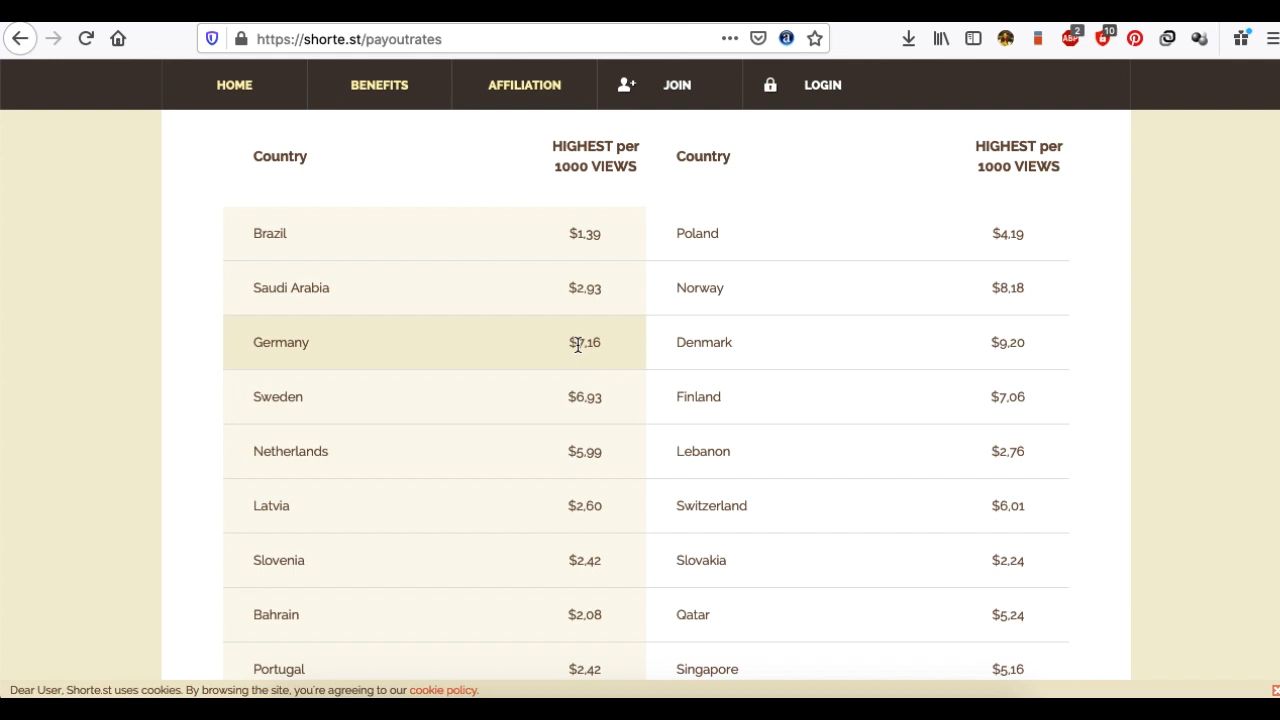 https://shorte.st/payoutrates
2
10
HOME BENEFITS AFFILIATION JOIN LOGIN
Country HIGHEST per 1000 VIEWS Country HIGHEST per 1000 VIEWS
Brazil $1,39 Poland $4,19
Saudi Arabia $2,93 Norway $8,18
Germany $7,16 Denmark $9,20
Sweden $6,93 Finland $7,06
Netherlands $5,99 Lebanon $2,76
Latvia $2,60 Switzerland $6,01
Slovenia $2,42 Slovakia $2,24
Bahrain $2,08 Qatar $5,24
Portugal $2,42 Singapore $5,16
Dear User, Shorte.st uses cookies. By browsing the site, you're agreeing to our cookie policy.